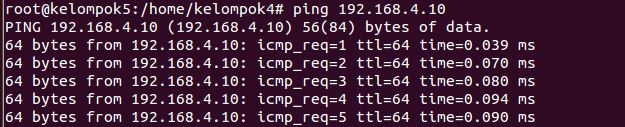 root@kelompok5:/home/kelompok4# ping 192.168.4.10
PING 192.168.4.10 (192.168.4.10) 56(84) bytes of data.
64 bytes from 192.168.4.10: icmp_req=1 ttl=64 time=0.039 ms
64 bytes from 192.168.4.10: icmp_req=2 ttl=64 time=0.070 ms
64 bytes from 192.168.4.10: icmp_req=3 ttl=64 time=0.080 ms
64 bytes from 192.168.4.10: icmp_req=4 ttl=64 time=0.094 ms
64 bytes from 192.168.4.10: icmp_req=5 ttl=64 time=0.090 ms